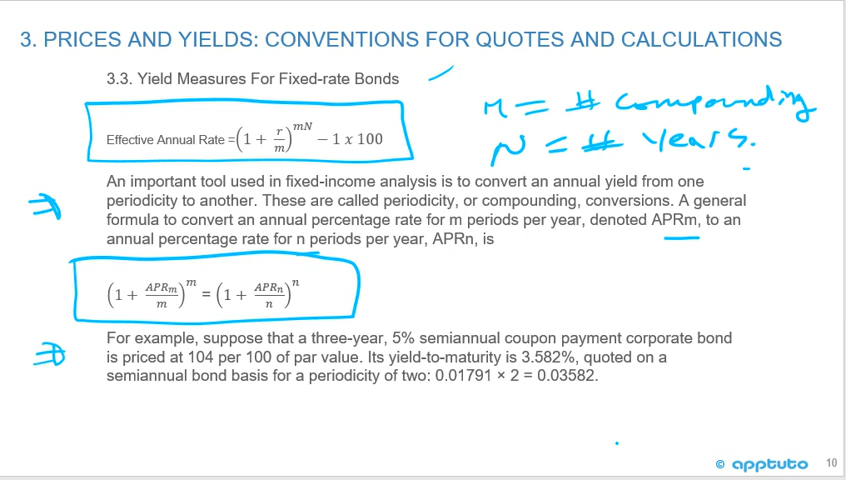 3. PRICES AND YIELDS: CONVENTIONS FOR QUOTES AND CALCULATIONS
3.3. Yield Measures For Fixed-rate Bonds
M = # compounding
N = # years.
Effective Annual Rate =(1 + r/m)^mN − 1 x 100
An important tool used in fixed-income analysis is to convert an annual yield from one
periodicity to another. These are called periodicity, or compounding, conversions. A general
formula to convert an annual percentage rate for m periods per year, denoted APRm, to an
annual percentage rate for n periods per year, APRn, is
(1 + APRm/m)^m = (1 + APRn/n)^n
For example, suppose that a three-year, 5% semiannual coupon payment corporate bond
is priced at 104 per 100 of par value. Its yield-to-maturity is 3.582%, quoted on a
semiannual bond basis for a periodicity of two: 0.01791 × 2 = 0.03582.
© apptuto 10